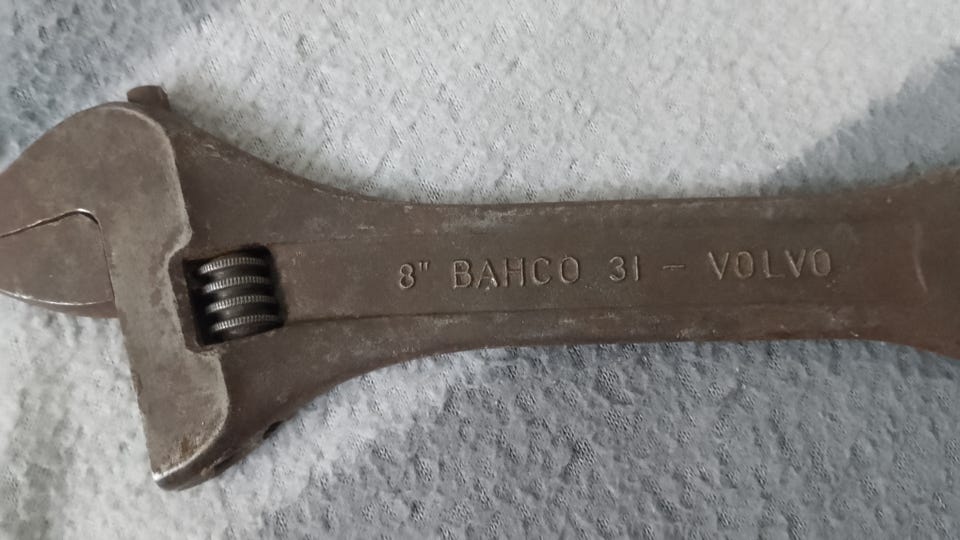 8" BAHCO 31 - VOLVO